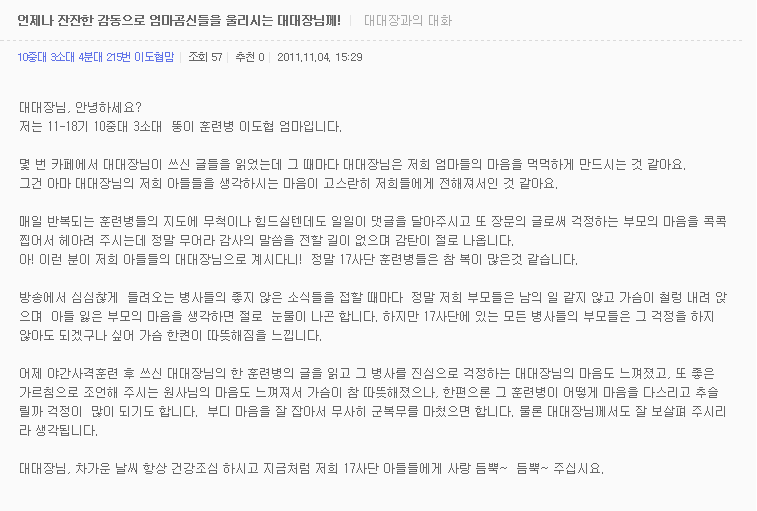 언제나 잔잔한 감동으로 엄마곰신들을 울리시는 대대장님께! | 대대장과의 대화
10중대 3소대 4분대 215번 이도협맘 | 조회 57 | 추천 0 | 2011.11.04. 15:29
대대장님, 안녕하세요?
저는 11-18기 10중대 3소대 똥이 훈련병 이도협 엄마입니다.
몇 번 카페에서 대대장님이 쓰신 글들을 읽었는데 그 때마다 대대장님은 저희 엄마들의 마음을 먹먹하게 만드시는 것 같아요.
그건 아마 대대장님의 저희 아들들을 생각하시는 마음이 고스란히 저희들에게 전해져서인 것 같아요.
매일 반복되는 훈련병들의 지도에 무척이나 힘드실텐데도 일일이 댓글을 달아주시고 또 장문의 글로써 걱정하는 부모의 마음을 콕콕
찝어서 헤아려 주시는데 정말 무어라 감사의 말씀을 전할 길이 없으며 감탄이 절로 나옵니다.
아! 이런 분이 저희 아들들의 대대장님으로 계시다니! 정말 17사단 훈련병들은 참 복이 많은것 같습니다.
방송에서 심심찮게 들려오는 병사들의 좋지 않은 소식들을 접할 때마다 정말 저희 부모들은 남의 일 같지 않고 가슴이 철렁 내려 앉
으며 아들 잃은 부모의 마음을 생각하면 절로 눈물이 나곤 합니다. 하지만 17사단에 있는 모든 병사들의 부모들은 그 걱정을 하지
않아도 되겠구나 싶어 가슴 한켠이 따뜻해짐을 느낍니다.
어제 야간사격훈련 후 쓰신 대대장님의 한 훈련병의 글을 읽고 그 병사를 진심으로 걱정하는 대대장님의 마음도 느껴졌고, 또 좋은
가르침으로 조언해 주시는 원사님의 마음도 느껴져서 가슴이 참 따뜻해졌으나, 한편으론 그 훈련병이 어떻게 마음을 다스리고 추슬
릴까 걱정이 많이 되기도 합니다. 부디 마음을 잘 잡아서 무사히 군복무를 마쳤으면 합니다. 물론 대대장님께서도 잘 보살펴 주시리
라 생각됩니다.
대대장님, 차가운 날씨 항상 건강조심 하시고 지금처럼 저희 17사단 아들들에게 사랑 듬뿍~ 듬뿍~ 주십시요.